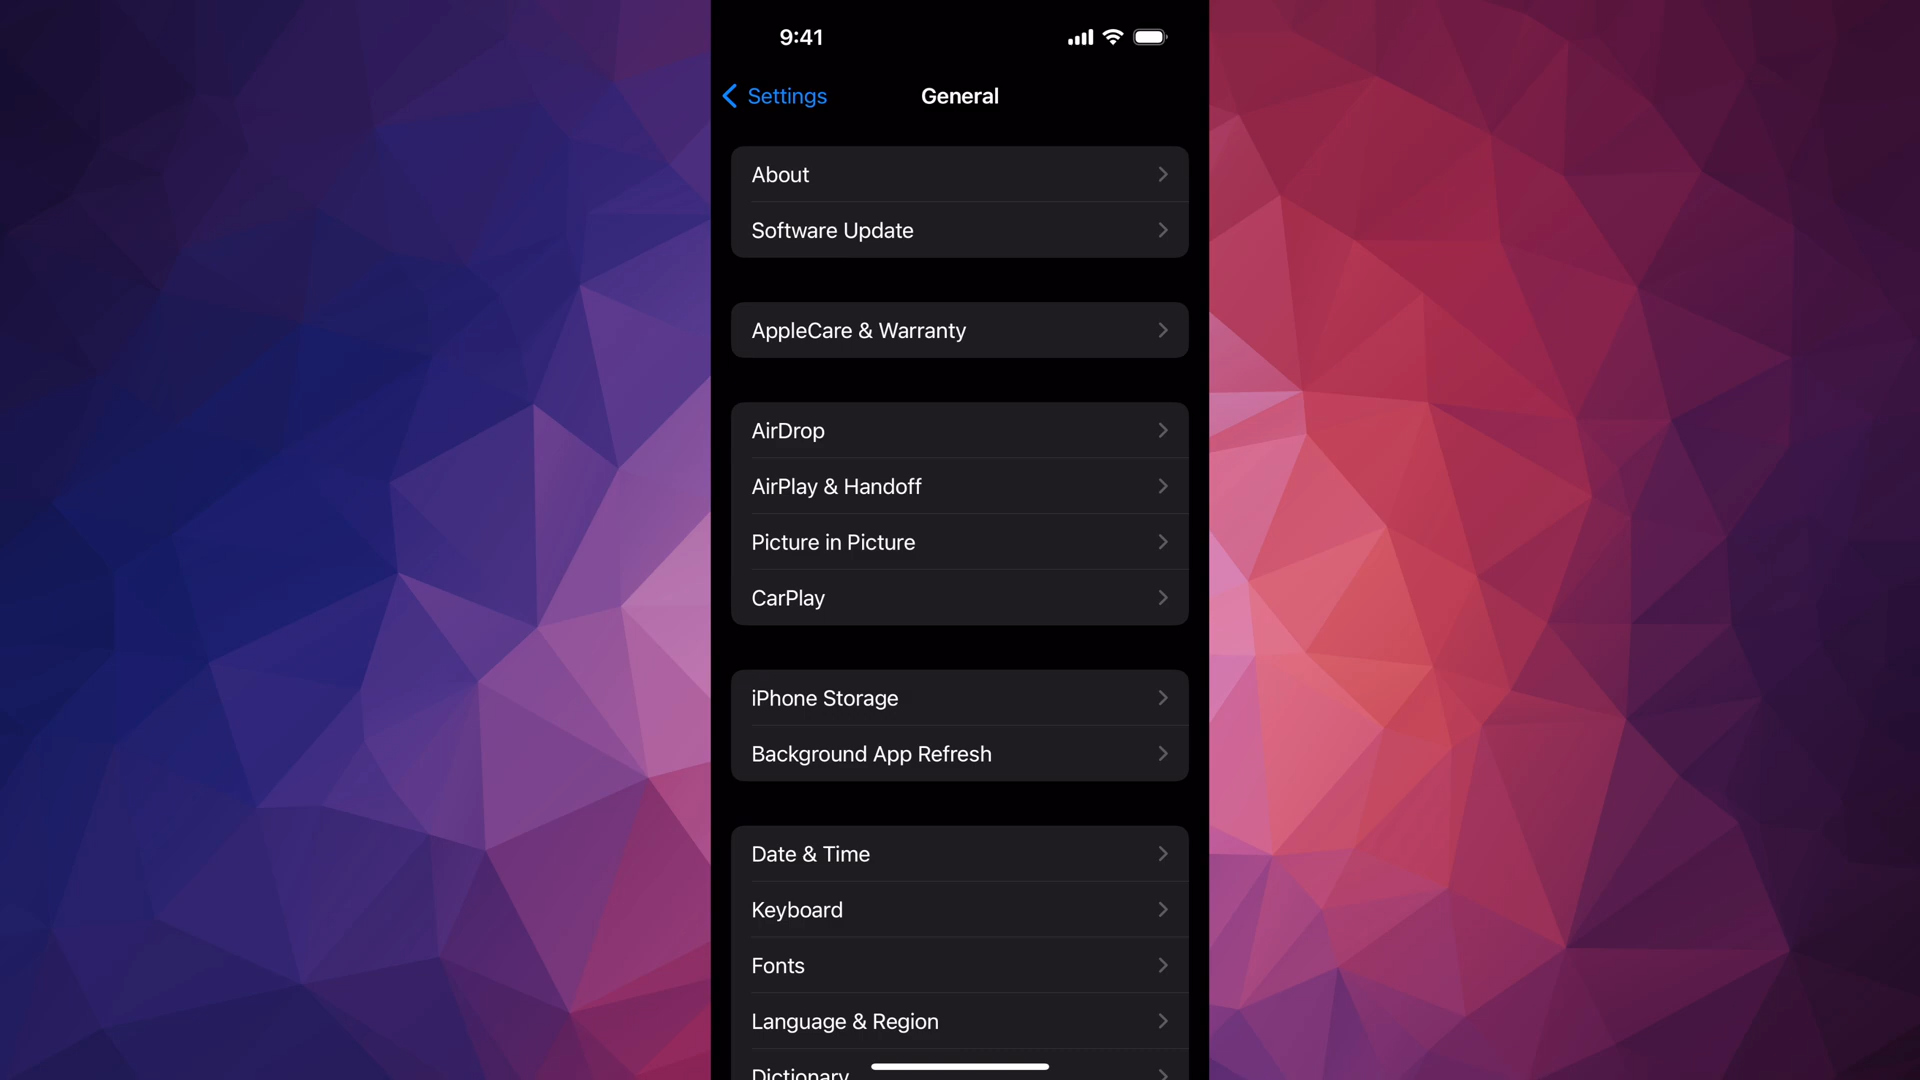 9:41
Settings
General
About
Software Update
AppleCare & Warranty
AirDrop
AirPlay & Handoff
Picture in Picture
CarPlay
iPhone Storage
Background App Refresh
Date & Time
Keyboard
Fonts
Language & Region
Dictionary